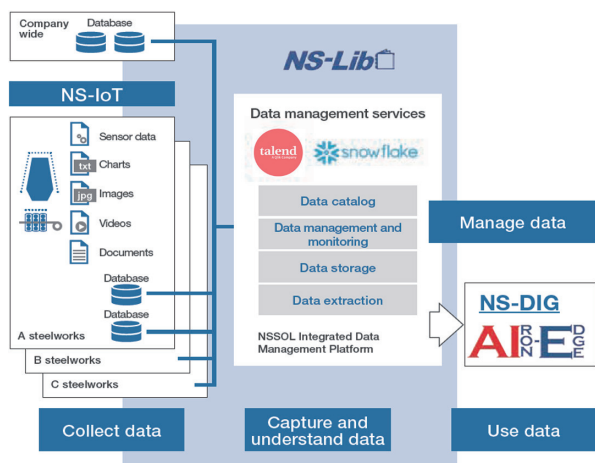 Company
wide
Database
NS-IoT
Sensor data
txt
Charts
jpg
Images
Videos
Documents
Database
Database
A steelworks
B steelworks
C steelworks
Collect data
NS-Lib
Data management services
talend
snowflake
Data catalog
Data management and
monitoring
Data storage
Data extraction
NSSOL Integrated Data
Management Platform
Capture and
understand data
Manage data
NS-DIG
AIRON-EDGE
Use data